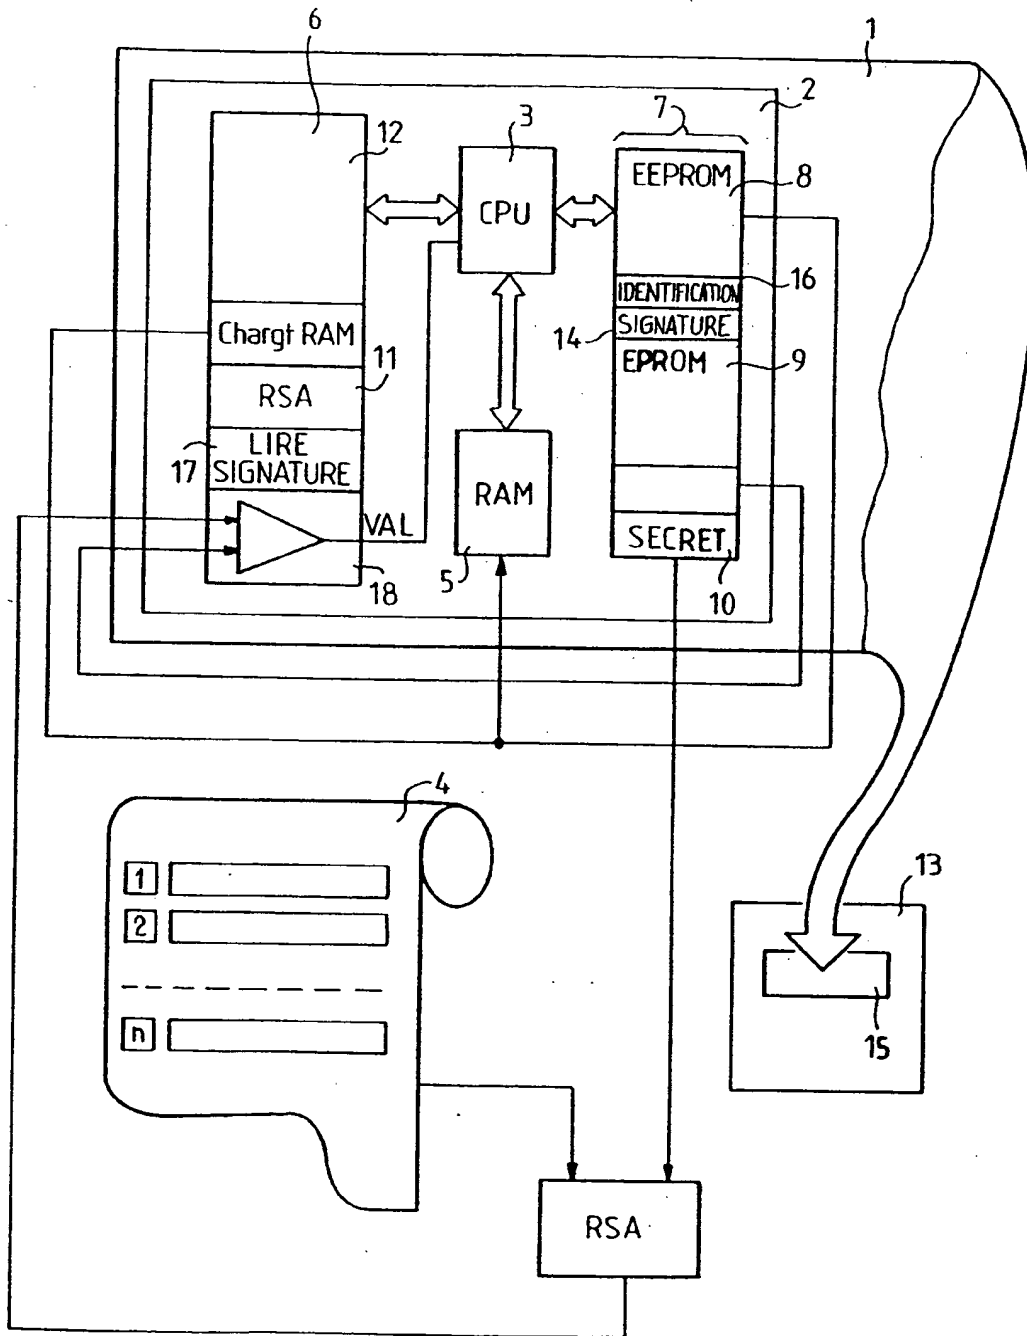 6
1
2
12
3
7
EEPROM
8
CPU
16
IDENTIFICATION
SIGNATURE
14
Chargt RAM
EPROM
9
11
RSA
LIRE
SIGNATURE
17
RAM
VAL
SECRET
18
5
10
4
1
2
n
13
15
RSA